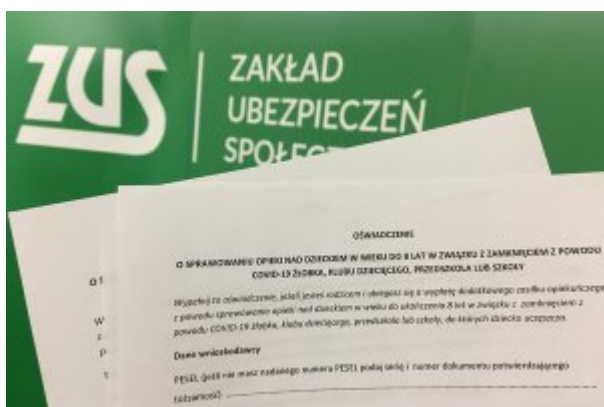 ZUS
ZAKŁAD
UBEZPIECZEŃ
SPOŁECZ
OŚWIADCZENIE
O SPRAWOWANIU OPIEKI NAD DZIECKIEM W WIEKU DO 8 LAT W ZWIĄZKU Z ZAMKNIĘCIEM Z POWODU
COVID-19 ŻŁOBKA, KLUBU DZIECIĘCEGO, PRZEDSZKOLA LUB SZKOŁY
Wypełnij to oświadczenie, jeżeli jesteś rodzicem i ubiegasz się o wypłatę dodatkowego zasiłku opiekuńczego
z powodu sprawowania opieki nad dzieckiem w wieku do ukończenia 8 lat w związku z zamknięciem z
powodu COVID-19 żłobka, klubu dziecięcego, przedszkola lub szkoły, do których dziecko uczęszcza.
Dane wnioskodawcy
PESEL (jeśli nie masz nadanego numeru PESEL podaj serię i numer dokumentu potwierdzającego
tożsamość)
O
W
P